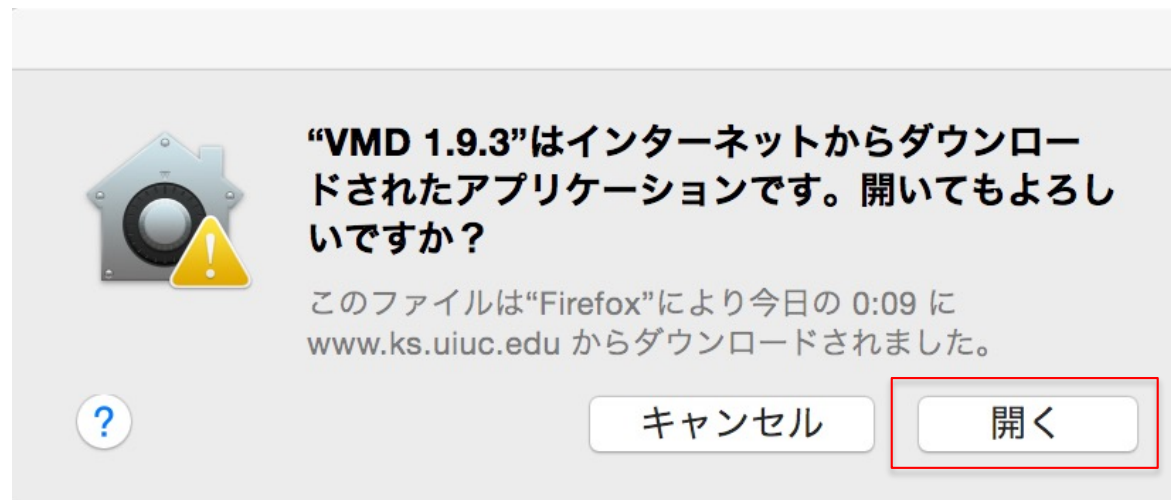 “VMD 1.9.3”はインターネットからダウンロー
ドされたアプリケーションです。開いてもよろし
いですか？
このファイルは“Firefox”により今日の 0:09 に
www.ks.uiuc.edu からダウンロードされました。
? キャンセル 開く